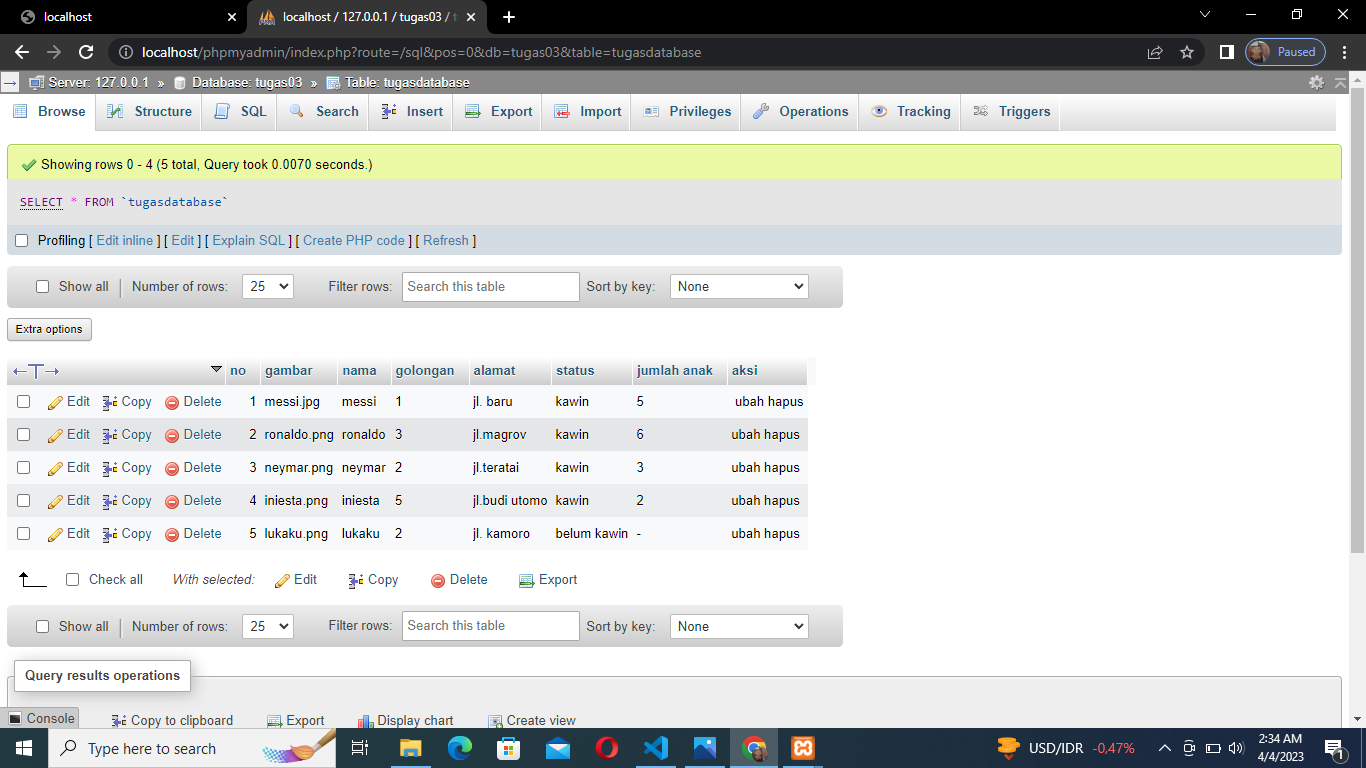 localhost
localhost / 127.0.0.1 / tugas03 / t
localhost/phpmyadmin/index.php?route=/sql&pos=0&db=tugas03&table=tugasdatabase
Paused
Server: 127.0.0.1 » Database: tugas03 » Table: tugasdatabase
Browse Structure SQL Search Insert Export Import Privileges Operations Tracking Triggers
Showing rows 0 - 4 (5 total, Query took 0.0070 seconds.)
SELECT * FROM `tugasdatabase`
Profiling [ Edit inline ] [ Edit ] [ Explain SQL ] [ Create PHP code ] [ Refresh ]
Show all Number of rows: 25 Filter rows: Search this table Sort by key: None
Extra options
no gambar nama golongan alamat status jumlah anak aksi
Edit Copy Delete 1 messi.jpg messi 1 jl. baru kawin 5 ubah hapus
Edit Copy Delete 2 ronaldo.png ronaldo 3 jl.magrov kawin 6 ubah hapus
Edit Copy Delete 3 neymar.png neymar 2 jl.teratai kawin 3 ubah hapus
Edit Copy Delete 4 iniesta.png iniesta 5 jl.budi utomo kawin 2 ubah hapus
Edit Copy Delete 5 lukaku.png lukaku 2 jl. kamoro belum kawin - ubah hapus
Check all With selected: Edit Copy Delete Export
Show all Number of rows: 25 Filter rows: Search this table Sort by key: None
Query results operations
Console Copy to clipboard Export Display chart Create view
Type here to search
USD/IDR -0,47%
2:34 AM
4/4/2023
1